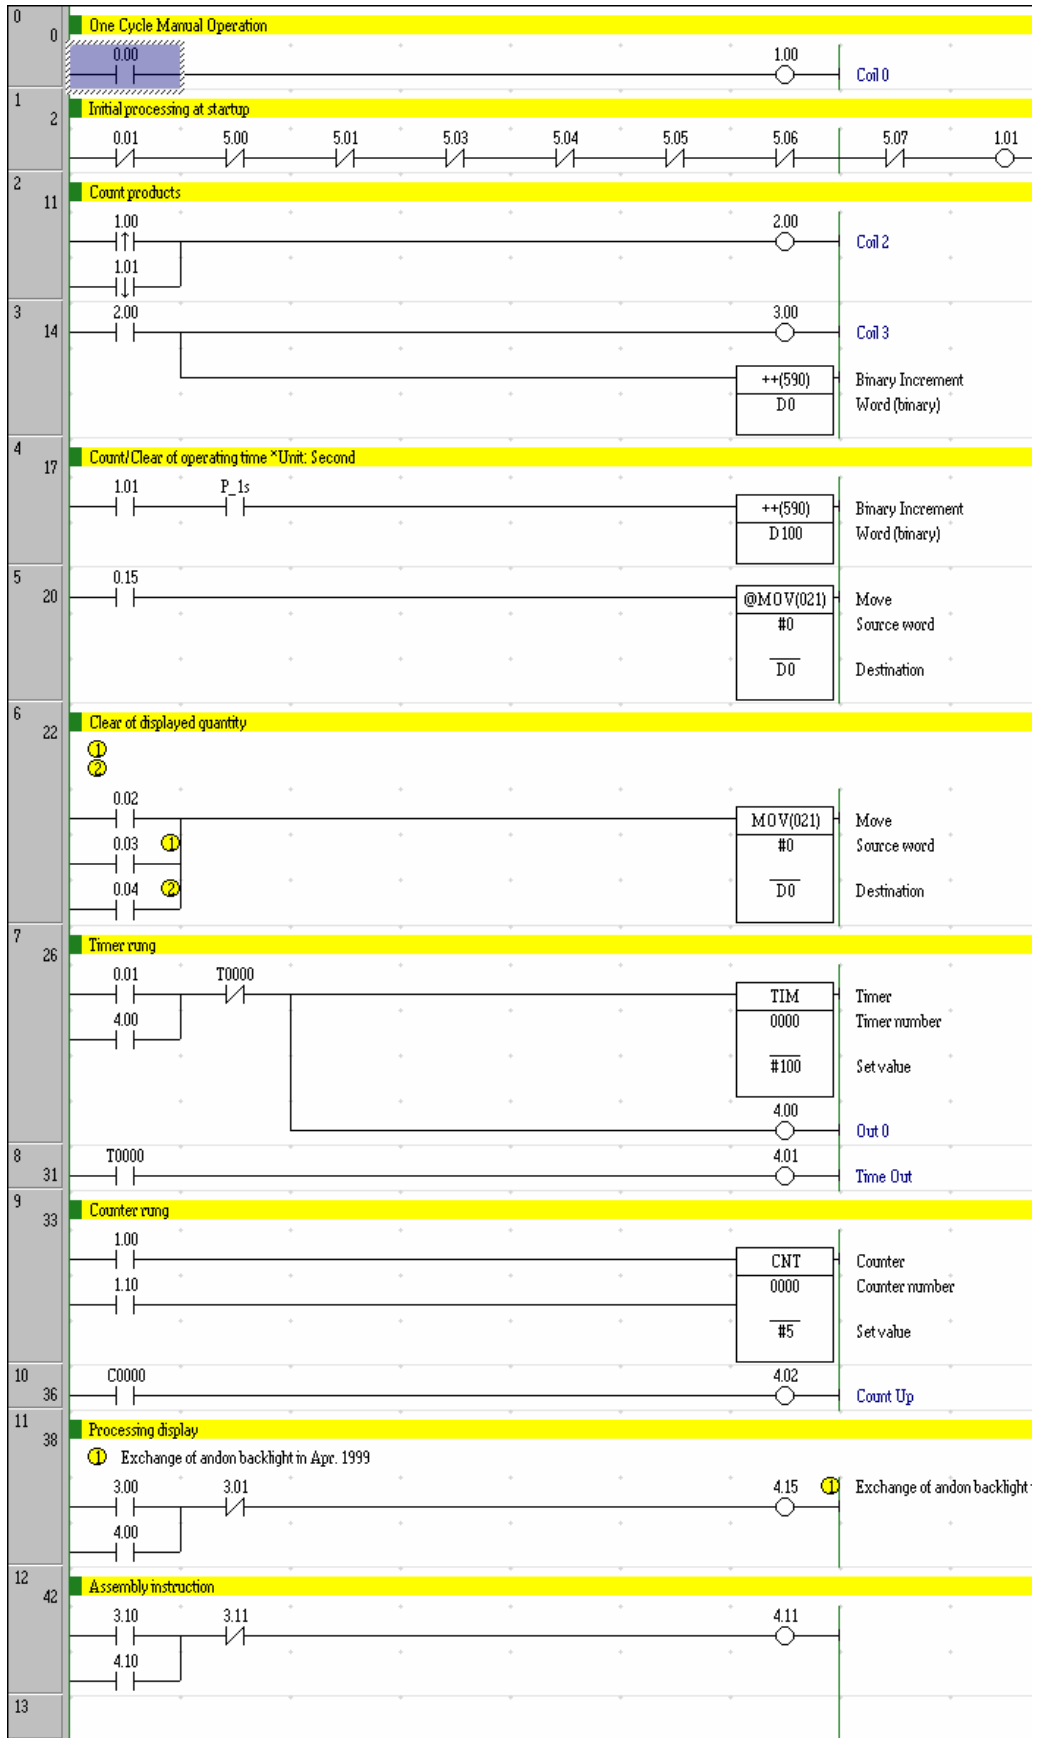 0
0
One Cycle Manual Operation
0.00 1.00
Coil 0
1
2
Initial processing at startup
0.01 5.00 5.01 5.03 5.04 5.05 5.06 5.07 1.01
2
11
Count products
1.00 2.00
Coil 2
1.01
3
14
2.00 3.00
Coil 3
++(590) Binary Increment
D0 Word (binary)
4
17
Count/Clear of operating time *Unit: Second
1.01 P_1s
++(590) Binary Increment
D100 Word (binary)
5
20
0.15
@MOV(021) Move
#0 Source word
D0 Destination
6
22
Clear of displayed quantity
1
2
0.02
MOV(021) Move
0.03 1 #0 Source word
0.04 2 D0 Destination
7
26
Timer rung
0.01 T0000
TIM Timer
4.00 0000 Timer number
#100 Set value
4.00
Out 0
8
31
T0000 4.01
Time Out
9
33
Counter rung
1.00
CNT Counter
1.10 0000 Counter number
#5 Set value
10
36
C0000 4.02
Count Up
11
38
Processing display
1 Exchange of andon backlight in Apr. 1999
3.00 3.01 4.15 1 Exchange of andon backlight
4.00
12
42
Assembly instruction
3.10 3.11 4.11
4.10
13